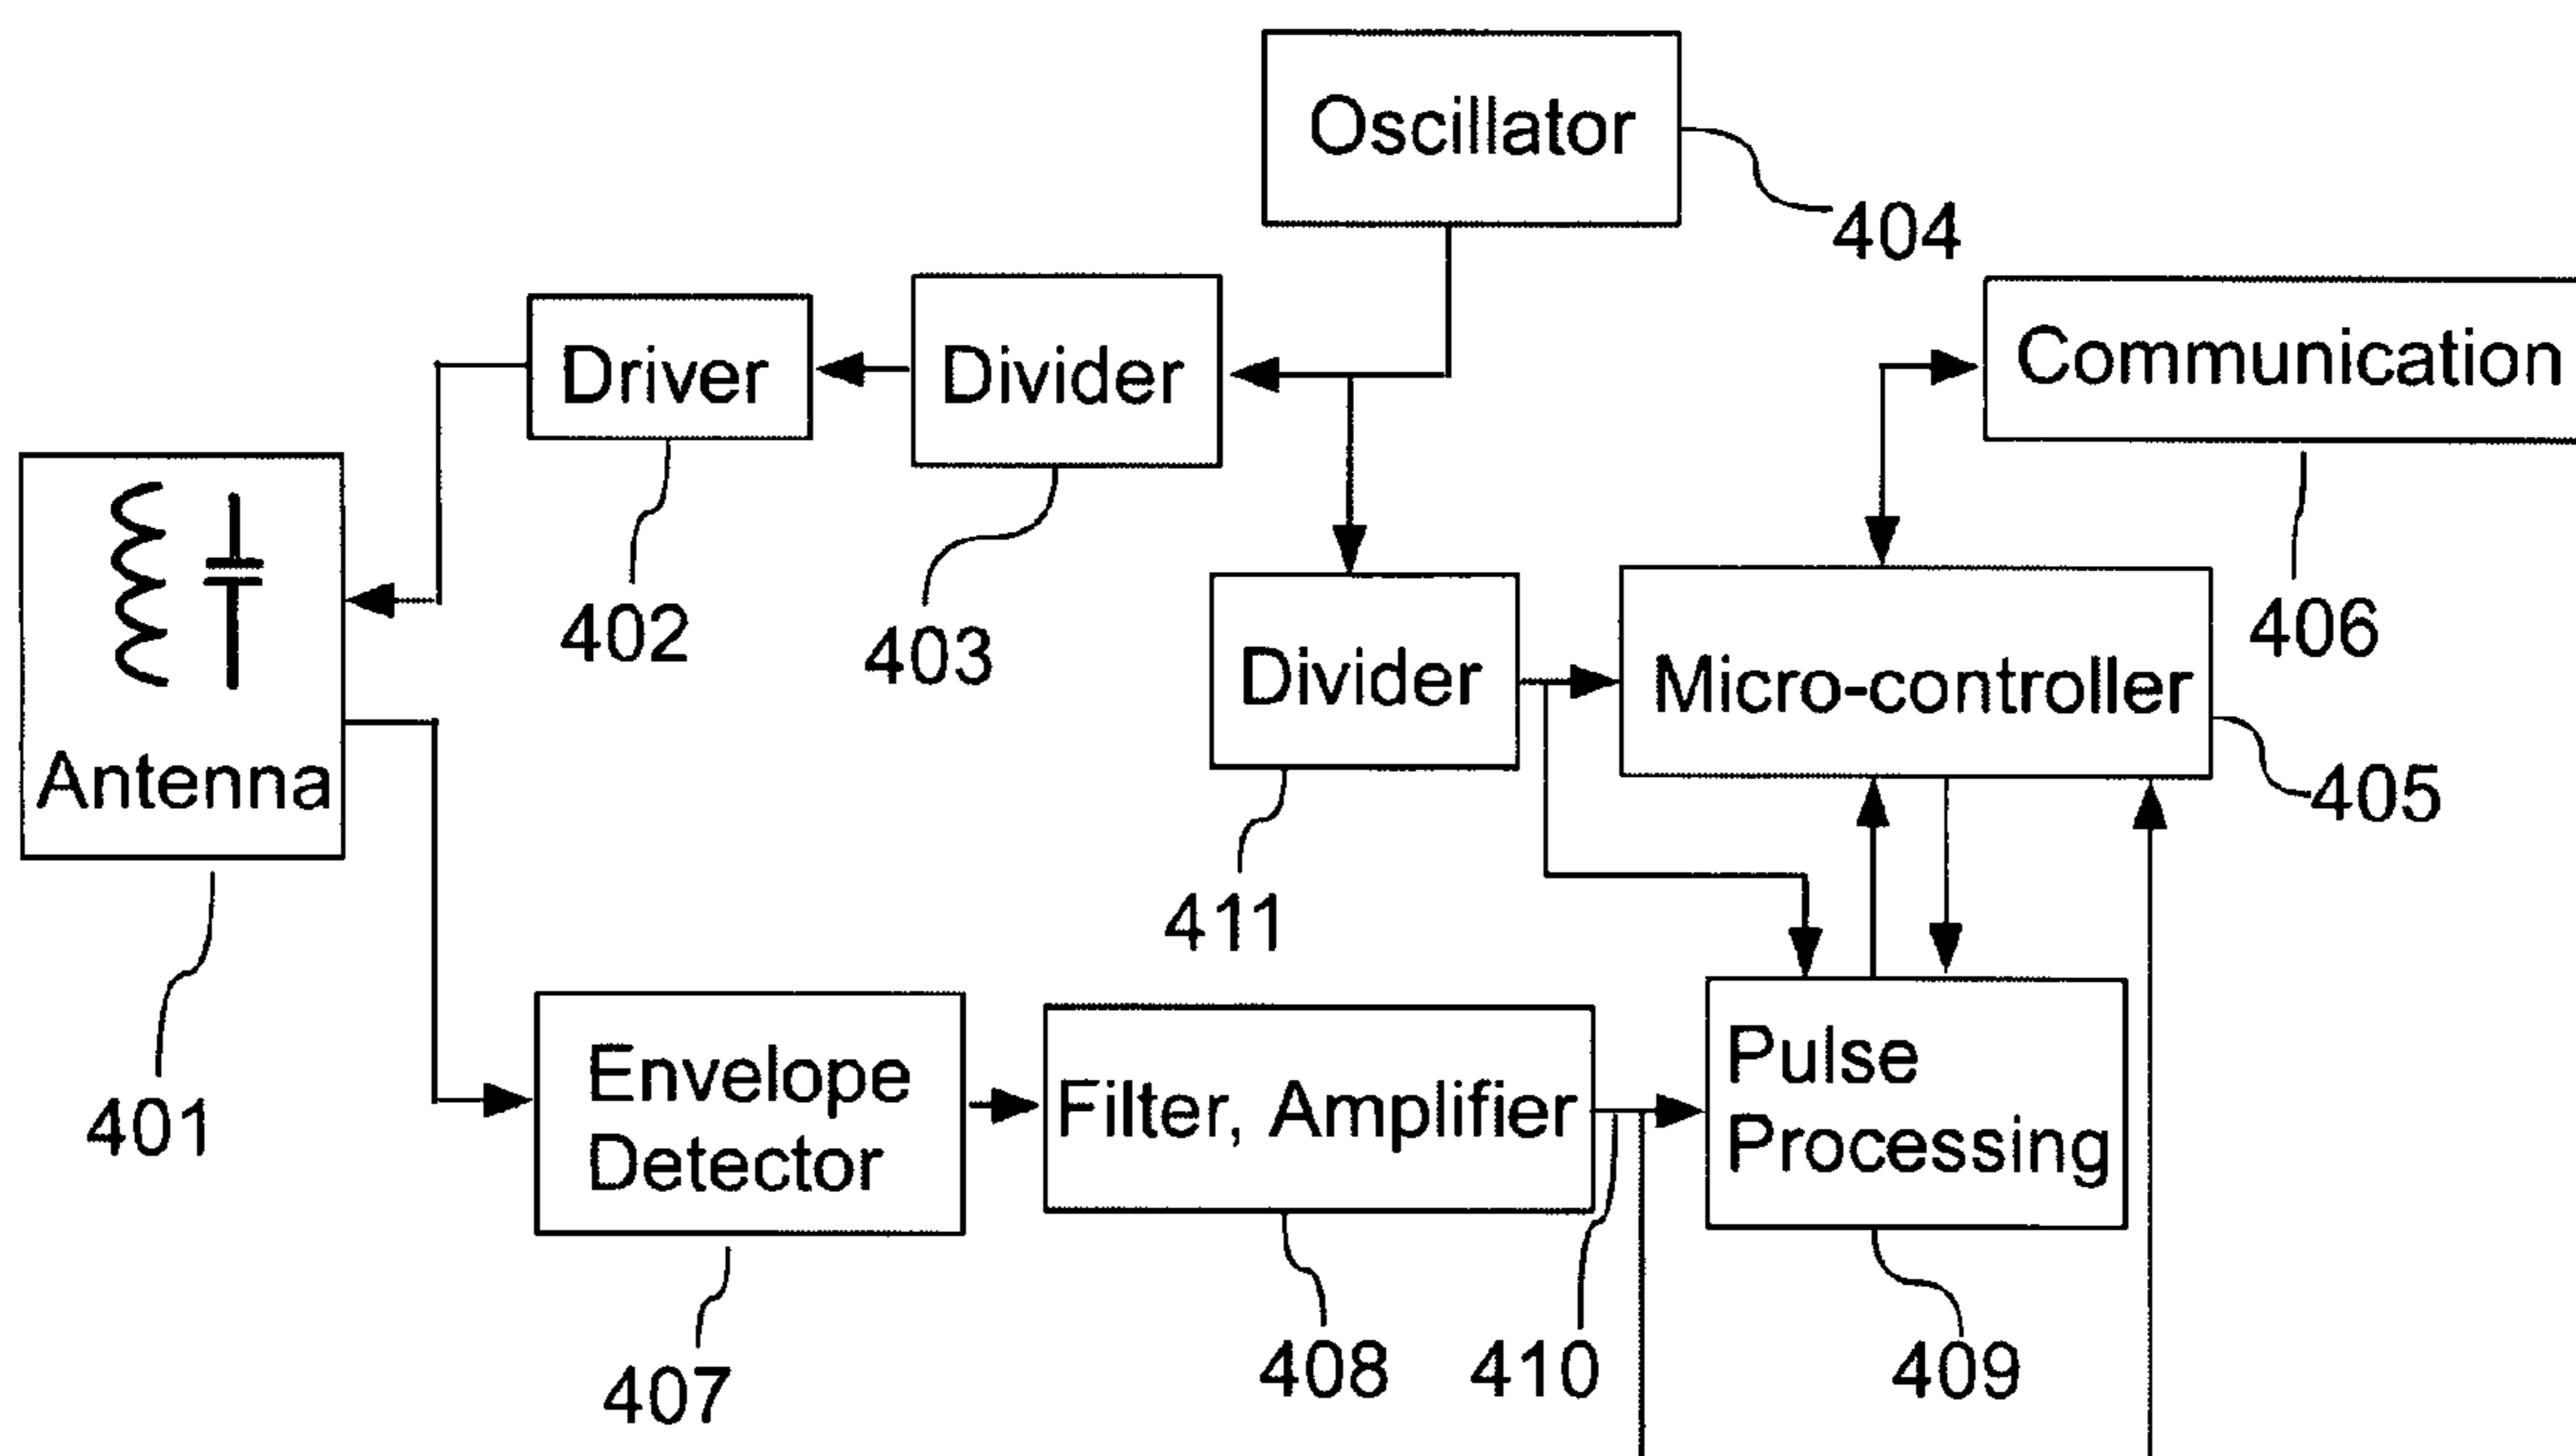 Oscillator
404
Driver
Divider
Communication
402
403
406
Antenna
Divider
Micro-controller
405
411
401
Envelope
Detector
Filter, Amplifier
Pulse
Processing
407
408
410
409